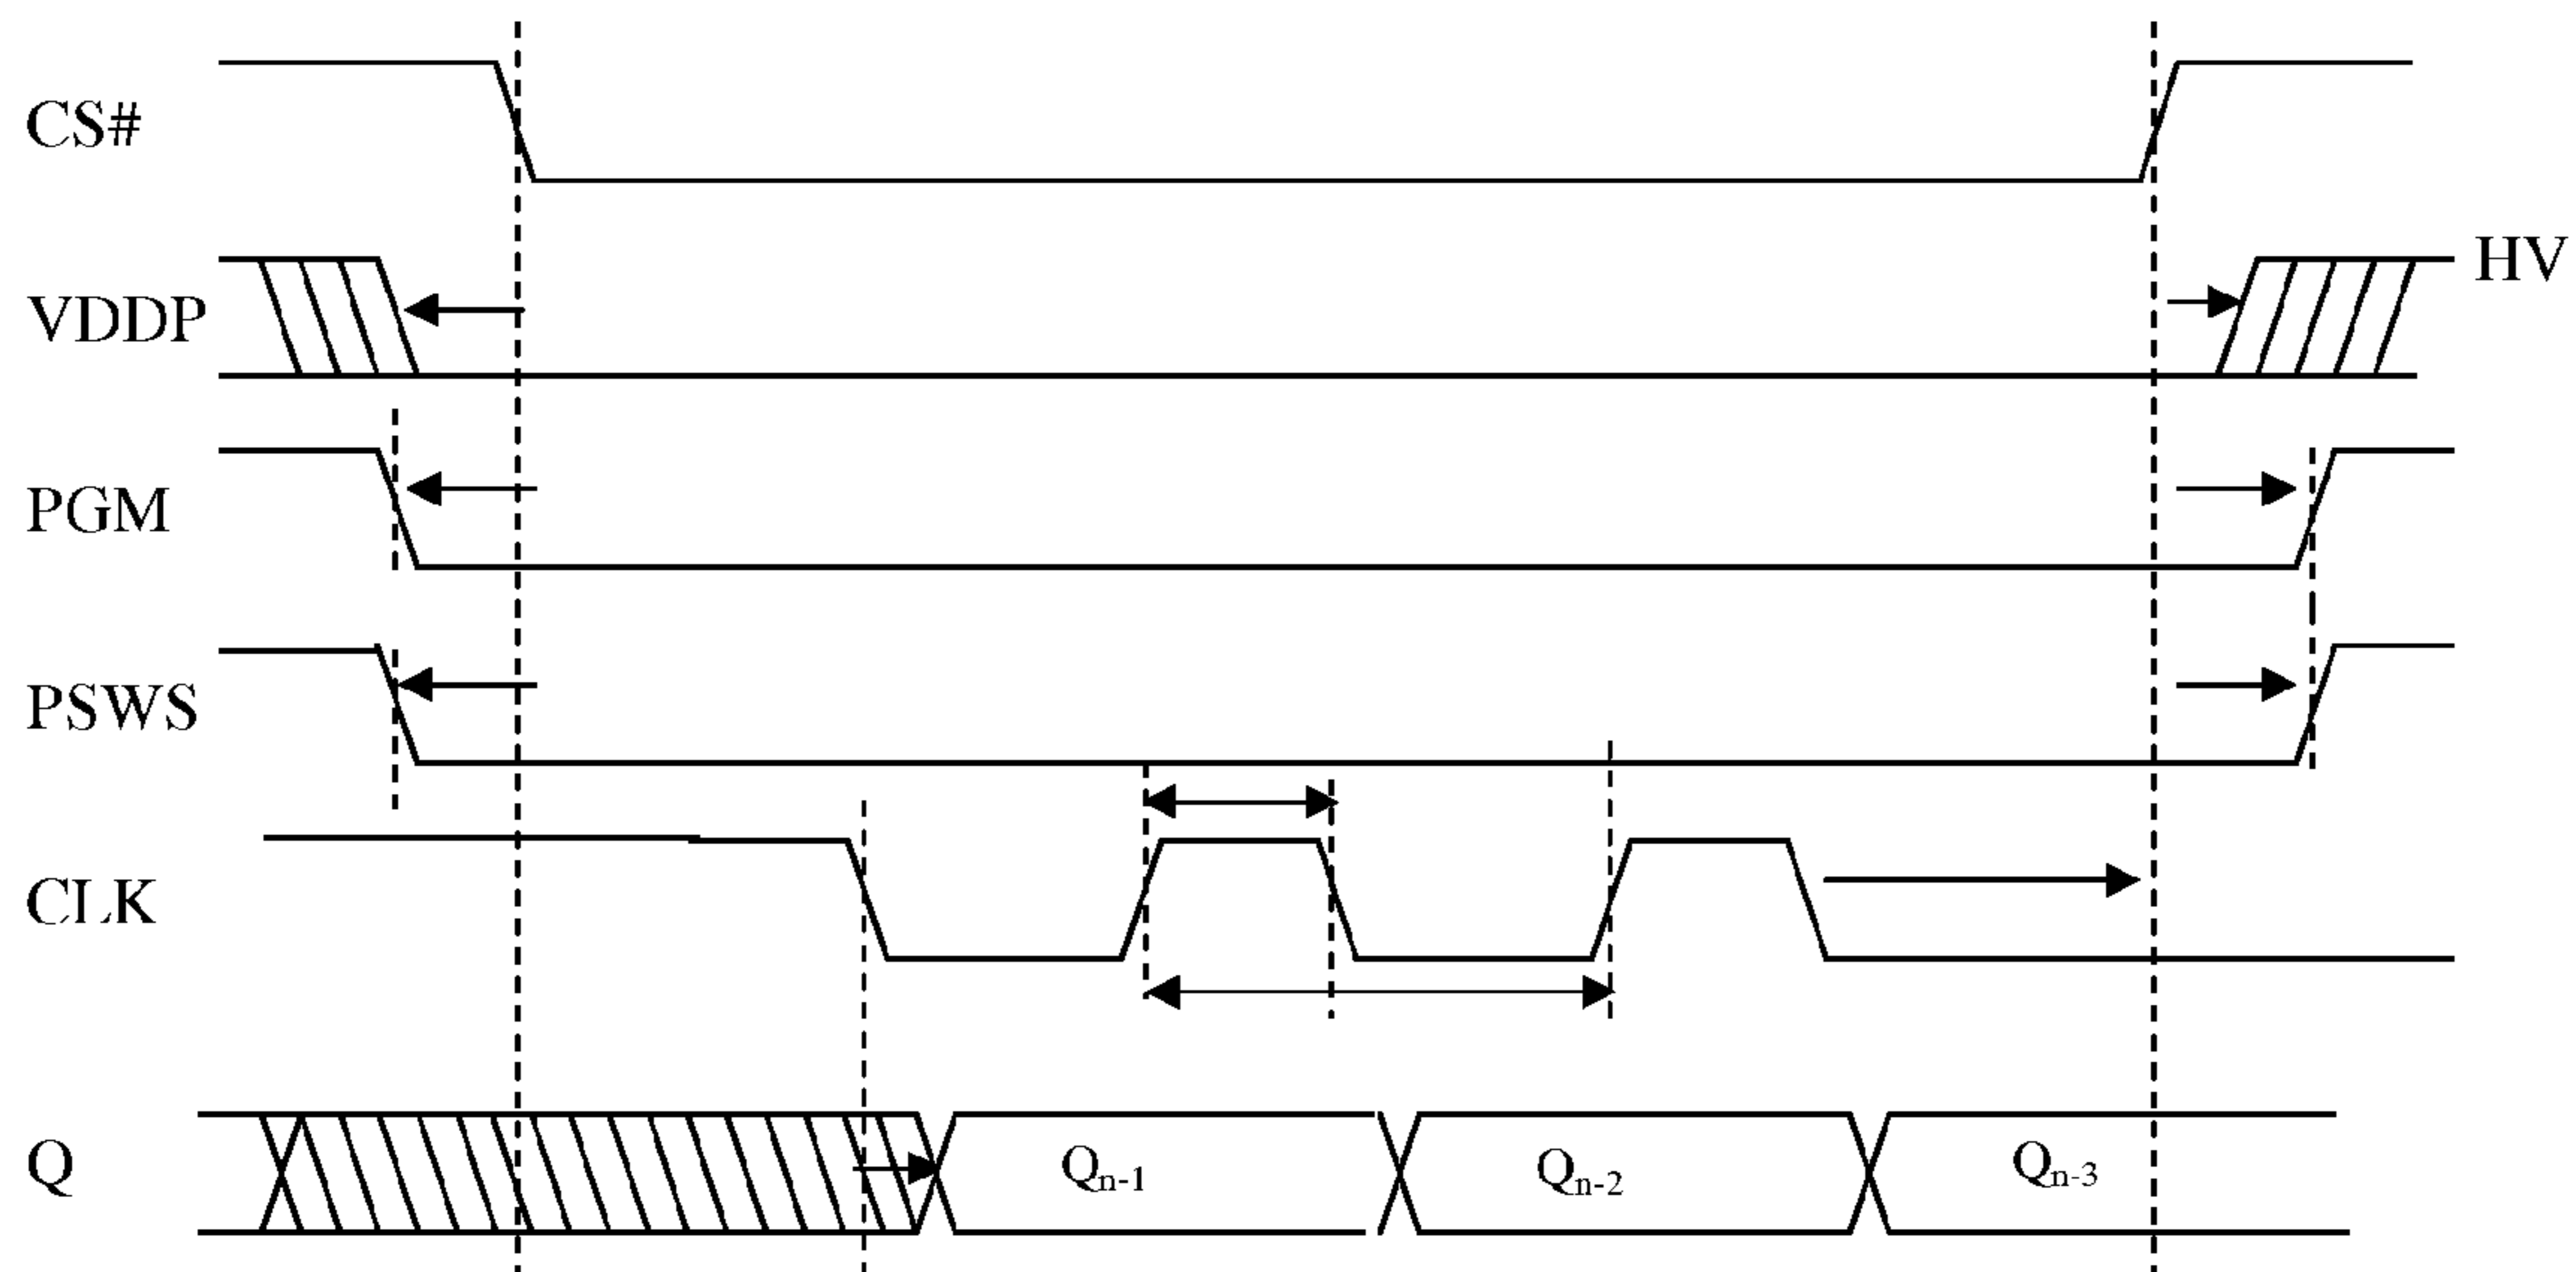 CS#
HV
VDDP
PGM
PSWS
CLK
Q
Qn-1
Qn-2
Qn-3